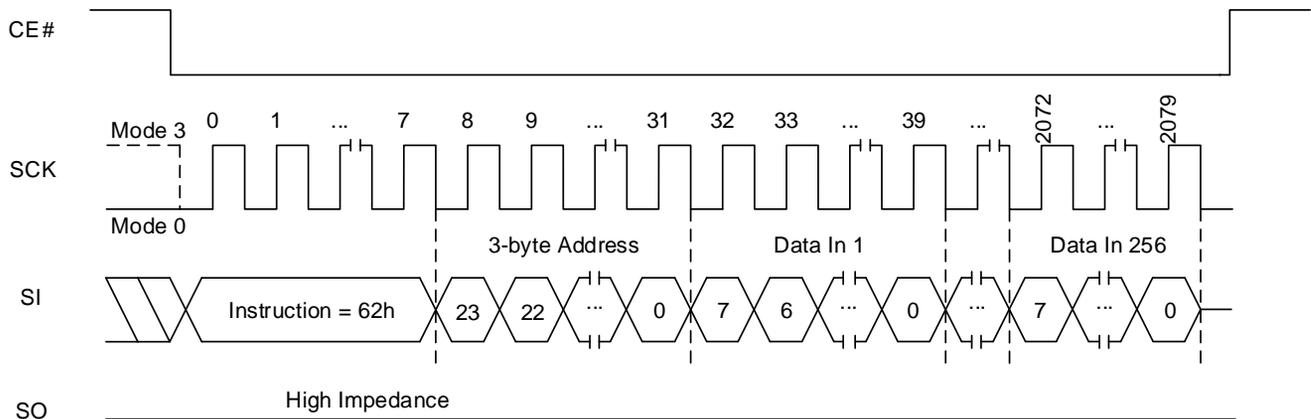 CE#
SCK
Mode 3
0 1 ... 7 8 9 ... 31 32 33 ... 39 ... 2072 ... 2079
Mode 0
3-byte Address Data In 1 Data In 256
SI
Instruction = 62h 23 22 ... 0 7 6 ... 0 ... 7 ... 0
High Impedance
SO